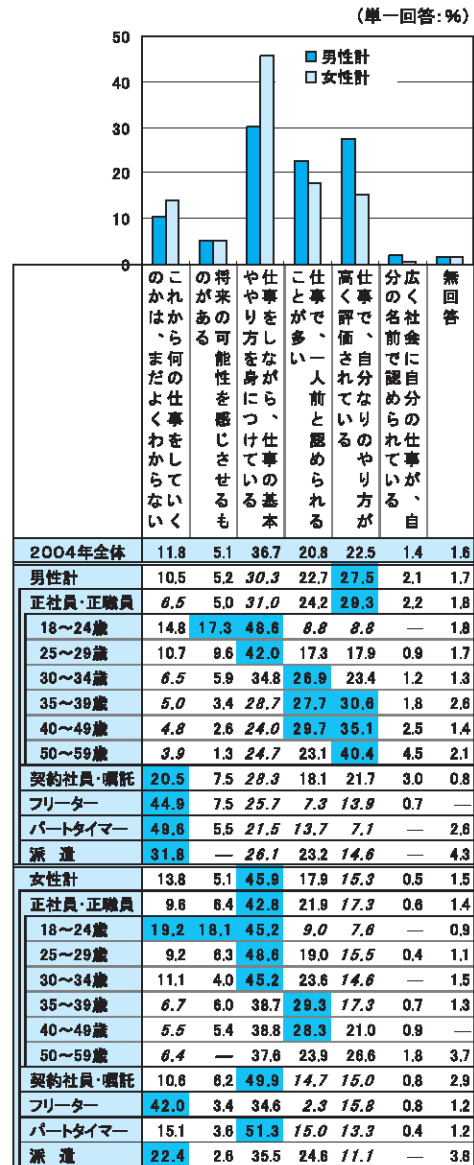 (単一回答:%)
50
40
30
20
10
0
男性計
女性計
これから何の仕事をしていく
のかは、まだよくわからない
将来の可能性を感じさせるも
のがある
仕事をしながら、仕事の基本
ややり方を身につけている
仕事で、一人前と認められる
ことが多い
仕事で、自分なりのやり方が
高く評価されている
広く社会に自分の仕事が、自
分の名前で認められている
無回答
2004年全体 11.8 5.1 36.7 20.8 22.5 1.4 1.6
男性計 10.5 5.2 30.3 22.7 27.5 2.1 1.7
正社員・正職員 6.5 5.0 31.0 24.2 29.3 2.2 1.8
18～24歳 14.8 17.3 48.6 8.8 8.8 — 1.8
25～29歳 10.7 9.6 42.0 17.3 17.9 0.9 1.7
30～34歳 6.5 5.9 34.8 26.9 23.4 1.2 1.3
35～39歳 5.0 3.4 28.7 27.7 30.6 1.8 2.6
40～49歳 4.8 2.6 24.0 29.7 35.1 2.5 1.4
50～59歳 3.9 1.3 24.7 23.1 40.4 4.5 2.1
契約社員・嘱託 20.5 7.5 28.3 18.1 21.7 3.0 0.8
フリーター 44.9 7.5 25.7 7.3 13.9 0.7 —
パートタイマー 49.6 5.5 21.5 13.7 7.1 — 2.6
派 遣 31.8 — 26.1 23.2 14.6 — 4.3
女性計 13.8 5.1 45.9 17.9 15.3 0.5 1.5
正社員・正職員 9.6 6.4 42.8 21.9 17.3 0.6 1.4
18～24歳 19.2 18.1 45.2 9.0 7.6 — 0.9
25～29歳 9.2 6.3 48.6 19.0 15.5 0.4 1.1
30～34歳 11.1 4.0 45.2 23.6 14.6 — 1.5
35～39歳 6.7 6.0 38.7 29.3 17.3 0.7 1.3
40～49歳 5.5 5.4 38.8 28.3 21.0 0.9 —
50～59歳 6.4 — 37.6 23.9 26.6 1.8 3.7
契約社員・嘱託 10.6 6.2 49.9 14.7 15.0 0.8 2.9
フリーター 42.0 3.4 34.6 2.3 15.8 0.8 1.2
パートタイマー 15.1 3.6 51.3 15.0 13.3 0.4 1.2
派 遣 22.4 2.6 35.5 24.6 11.1 — 3.8